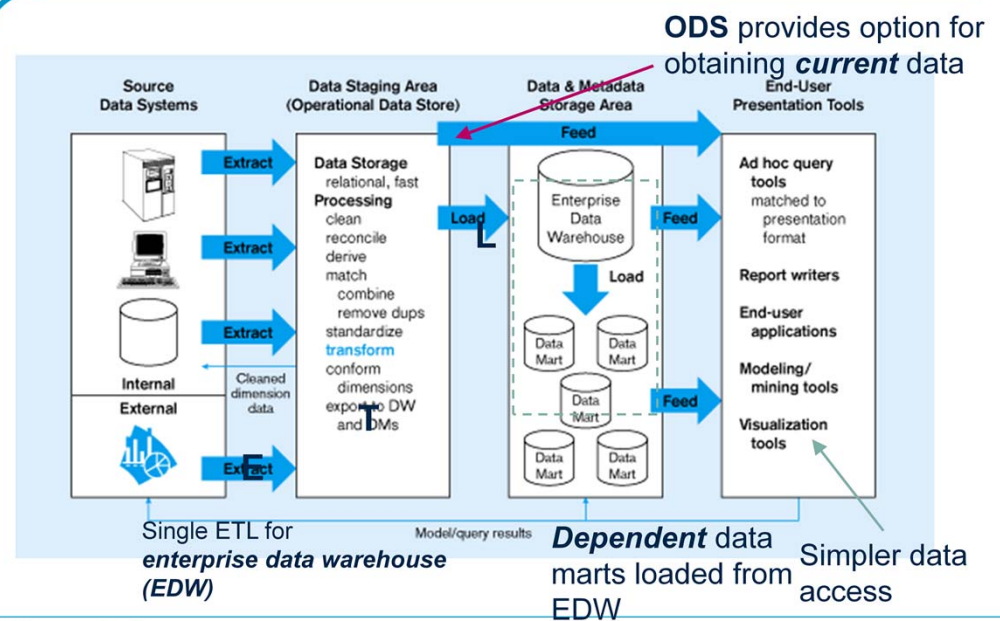 ODS provides option for
obtaining current data
Source
Data Systems
Data Staging Area
(Operational Data Store)
Data & Metadata
Storage Area
End-User
Presentation Tools
Feed
Extract
Extract
Extract
Internal
External
Extract
E
Cleaned
dimension
data
Data Storage
relational, fast
Processing
clean
reconcile
derive
match
combine
remove dups
standardize
transform
conform
dimensions
export to DW
and DMs
T
Load
L
Enterprise
Data
Warehouse
Load
Data
Mart
Data
Mart
Data
Mart
Data
Mart
Data
Mart
Feed
Feed
Ad hoc query
tools
matched to
presentation
format
Report writers
End-user
applications
Modeling/
mining tools
Visualization
tools
Model/query results
Single ETL for
enterprise data warehouse
(EDW)
Dependent data
marts loaded from
EDW
Simpler data
access